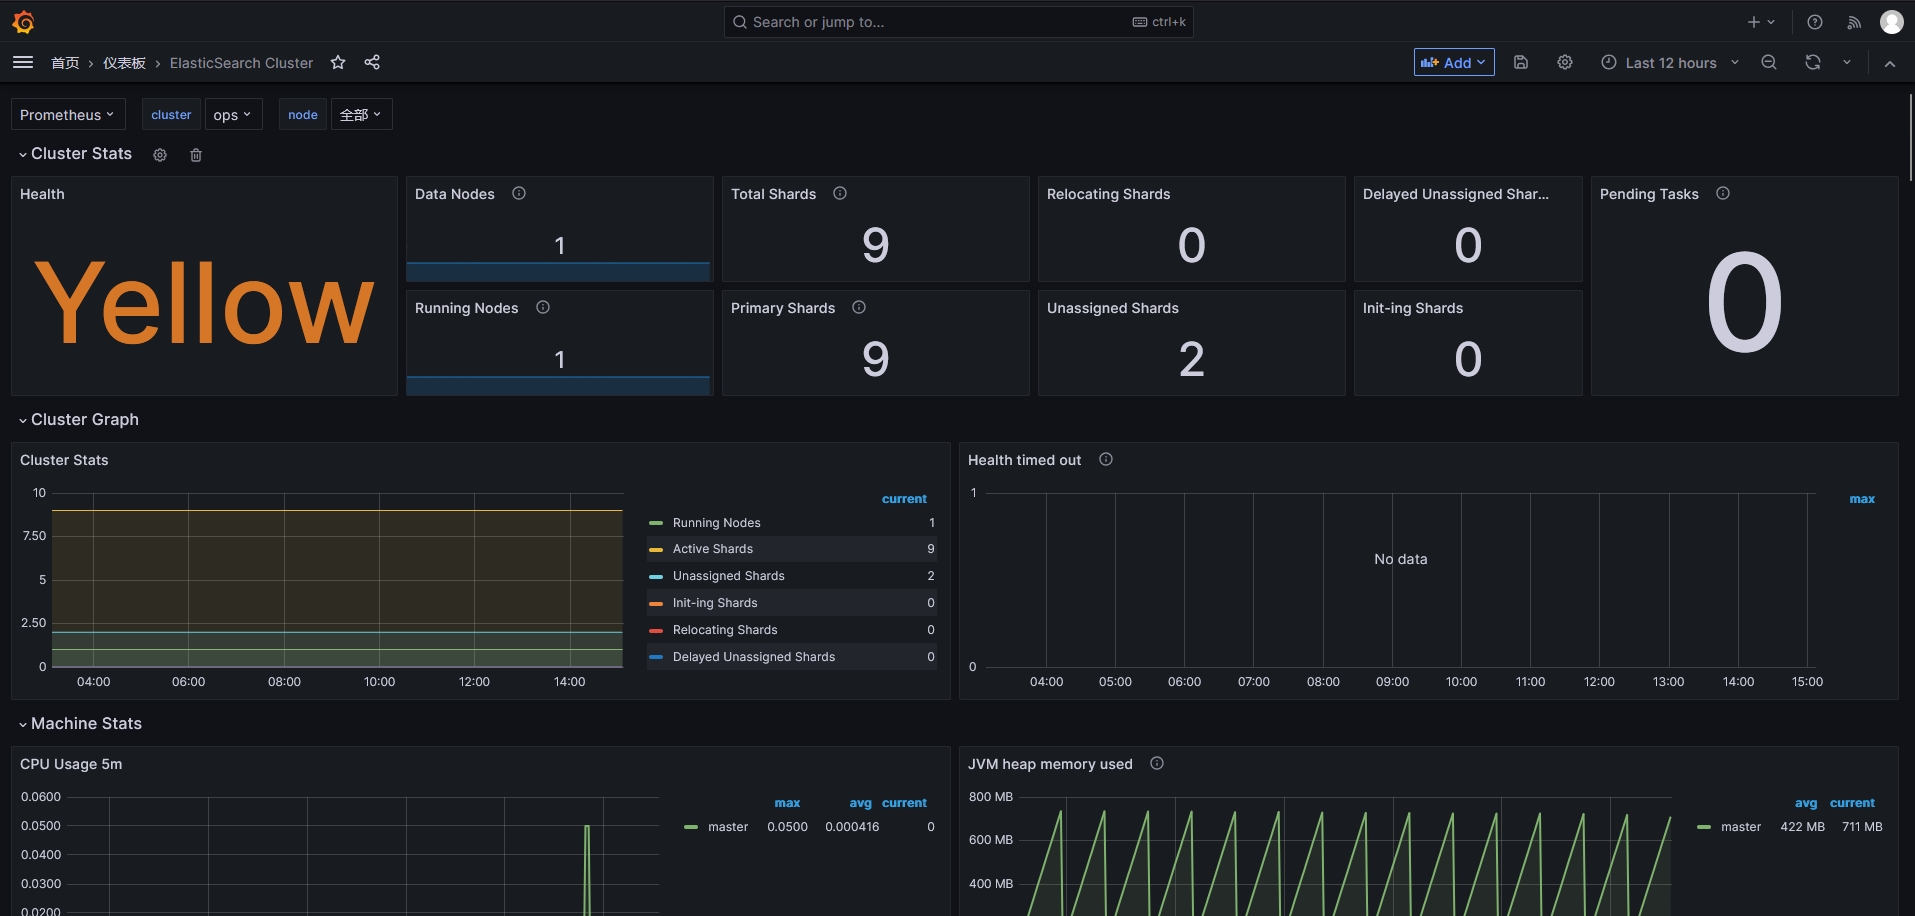 Search or jump to...
ctrl+k
首页 › 仪表板 › ElasticSearch Cluster
Add
Last 12 hours
Prometheus
cluster
ops
node
全部
Cluster Stats
Health
Yellow
Data Nodes
1
Running Nodes
1
Total Shards
9
Primary Shards
9
Relocating Shards
0
Unassigned Shards
2
Delayed Unassigned Shar...
0
Init-ing Shards
0
Pending Tasks
0
Cluster Graph
Cluster Stats
10
7.50
5
2.50
0
04:00 06:00 08:00 10:00 12:00 14:00
current
Running Nodes 1
Active Shards 9
Unassigned Shards 2
Init-ing Shards 0
Relocating Shards 0
Delayed Unassigned Shards 0
Health timed out
1
0
No data
04:00 05:00 06:00 07:00 08:00 09:00 10:00 11:00 12:00 13:00 14:00 15:00
max
Machine Stats
CPU Usage 5m
0.0600
0.0500
0.0400
0.0300
0.0200
max avg current
master 0.0500 0.000416 0
JVM heap memory used
800 MB
600 MB
400 MB
avg current
master 422 MB 711 MB